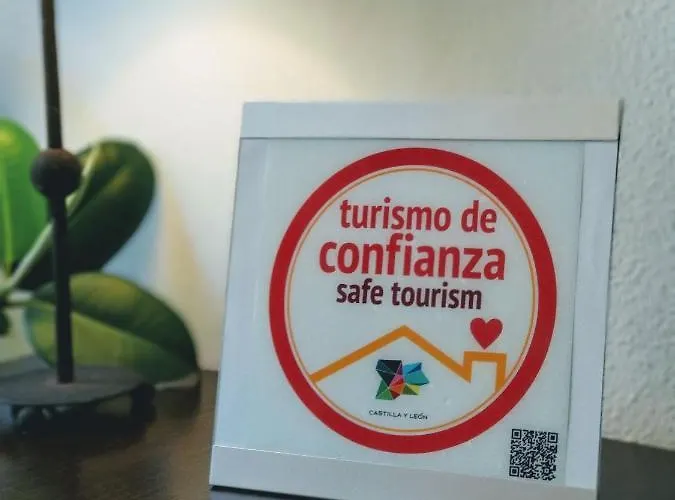 turismo de
confianza
safe tourism
CASTILLA Y LEÓN